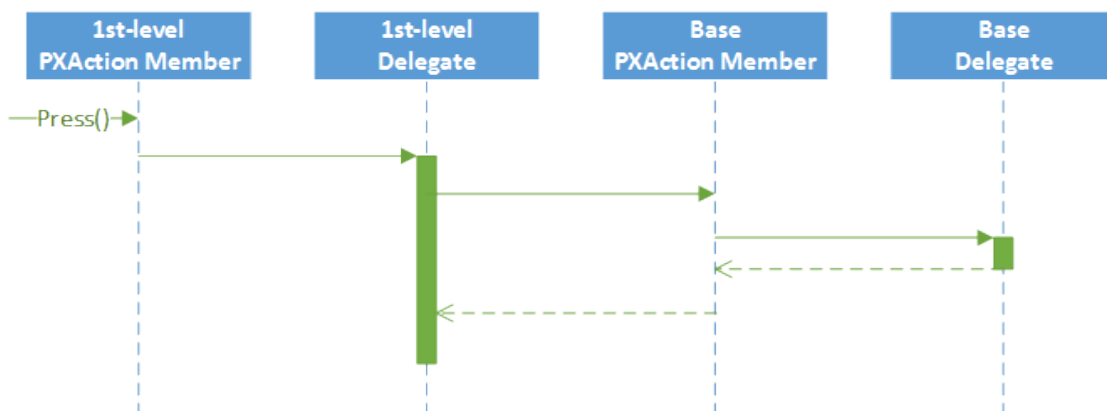 1st-level
PXAction Member
1st-level
Delegate
Base
PXAction Member
Base
Delegate
Press()